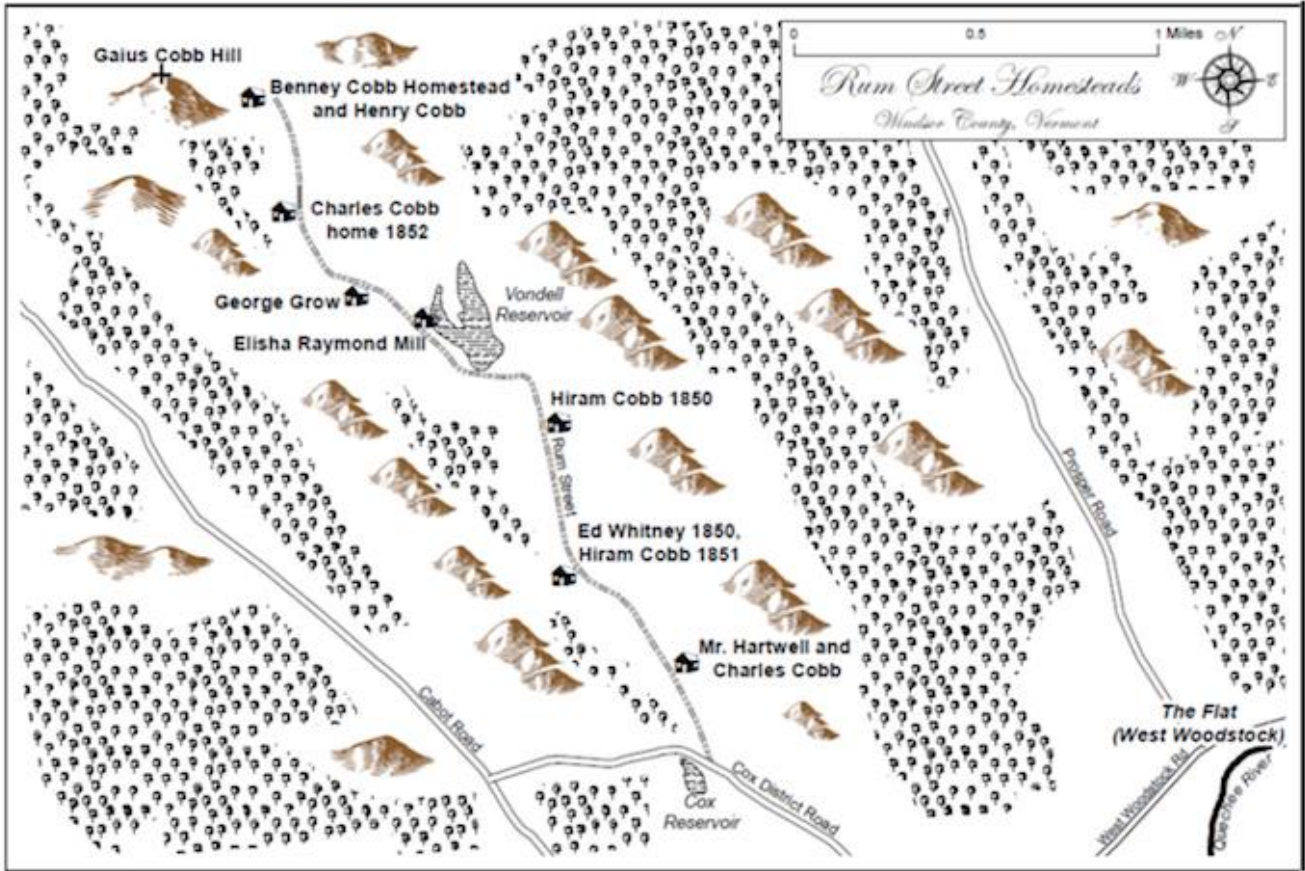 0 0.5 1 Miles
N
W E
S
Rum Street Homesteads
Windsor County, Vermont
Gaius Cobb Hill
Benney Cobb Homestead
and Henry Cobb
Charles Cobb
home 1852
George Grow
Vondell
Reservoir
Elisha Raymond Mill
Hiram Cobb 1850
Rum Street
Prosper Road
Ed Whitney 1850,
Hiram Cobb 1851
Mr. Hartwell and
Charles Cobb
Cabot Road
The Flat
(West Woodstock)
Cox District Road
Cox
Reservoir
West Woodstock Rd
Quechee River